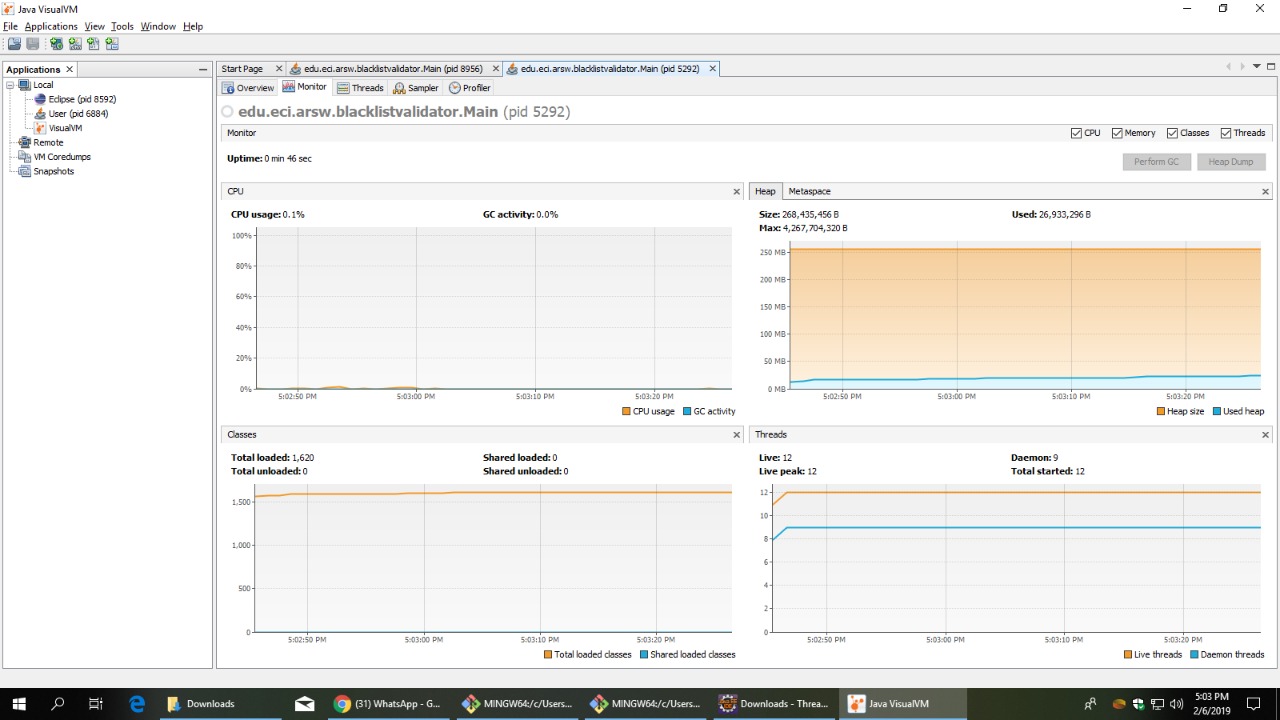 Java VisualVM
File Applications View Tools Window Help
Applications
Local
Eclipse (pid 8592)
User (pid 6884)
VisualVM
Remote
VM Coredumps
Snapshots
Start Page edu.eci.arsw.blacklistvalidator.Main (pid 8956) edu.eci.arsw.blacklistvalidator.Main (pid 5292)
Overview Monitor Threads Sampler Profiler
edu.eci.arsw.blacklistvalidator.Main (pid 5292)
Monitor CPU Memory Classes Threads
Uptime: 0 min 46 sec Perform GC Heap Dump
CPU
CPU usage: 0.1% GC activity: 0.0%
100%
80%
60%
40%
20%
0%
5:02:50 PM 5:03:00 PM 5:03:10 PM 5:03:20 PM
CPU usage GC activity
Heap Metaspace
Size: 268,435,456 B Used: 26,933,296 B
Max: 4,267,704,320 B
250 MB
200 MB
150 MB
100 MB
50 MB
0 MB
5:02:50 PM 5:03:00 PM 5:03:10 PM 5:03:20 PM
Heap size Used heap
Classes
Total loaded: 1,620 Shared loaded: 0
Total unloaded: 0 Shared unloaded: 0
1,500
1,000
500
0
5:02:50 PM 5:03:00 PM 5:03:10 PM 5:03:20 PM
Total loaded classes Shared loaded classes
Threads
Live: 12 Daemon: 9
Live peak: 12 Total started: 12
12
10
8
6
4
2
0
5:02:50 PM 5:03:00 PM 5:03:10 PM 5:03:20 PM
Live threads Daemon threads
Downloads (31) WhatsApp - G... MINGW64:/c/Users... MINGW64:/c/Users... Downloads - Threa... Java VisualVM
5:03 PM
2/6/2019